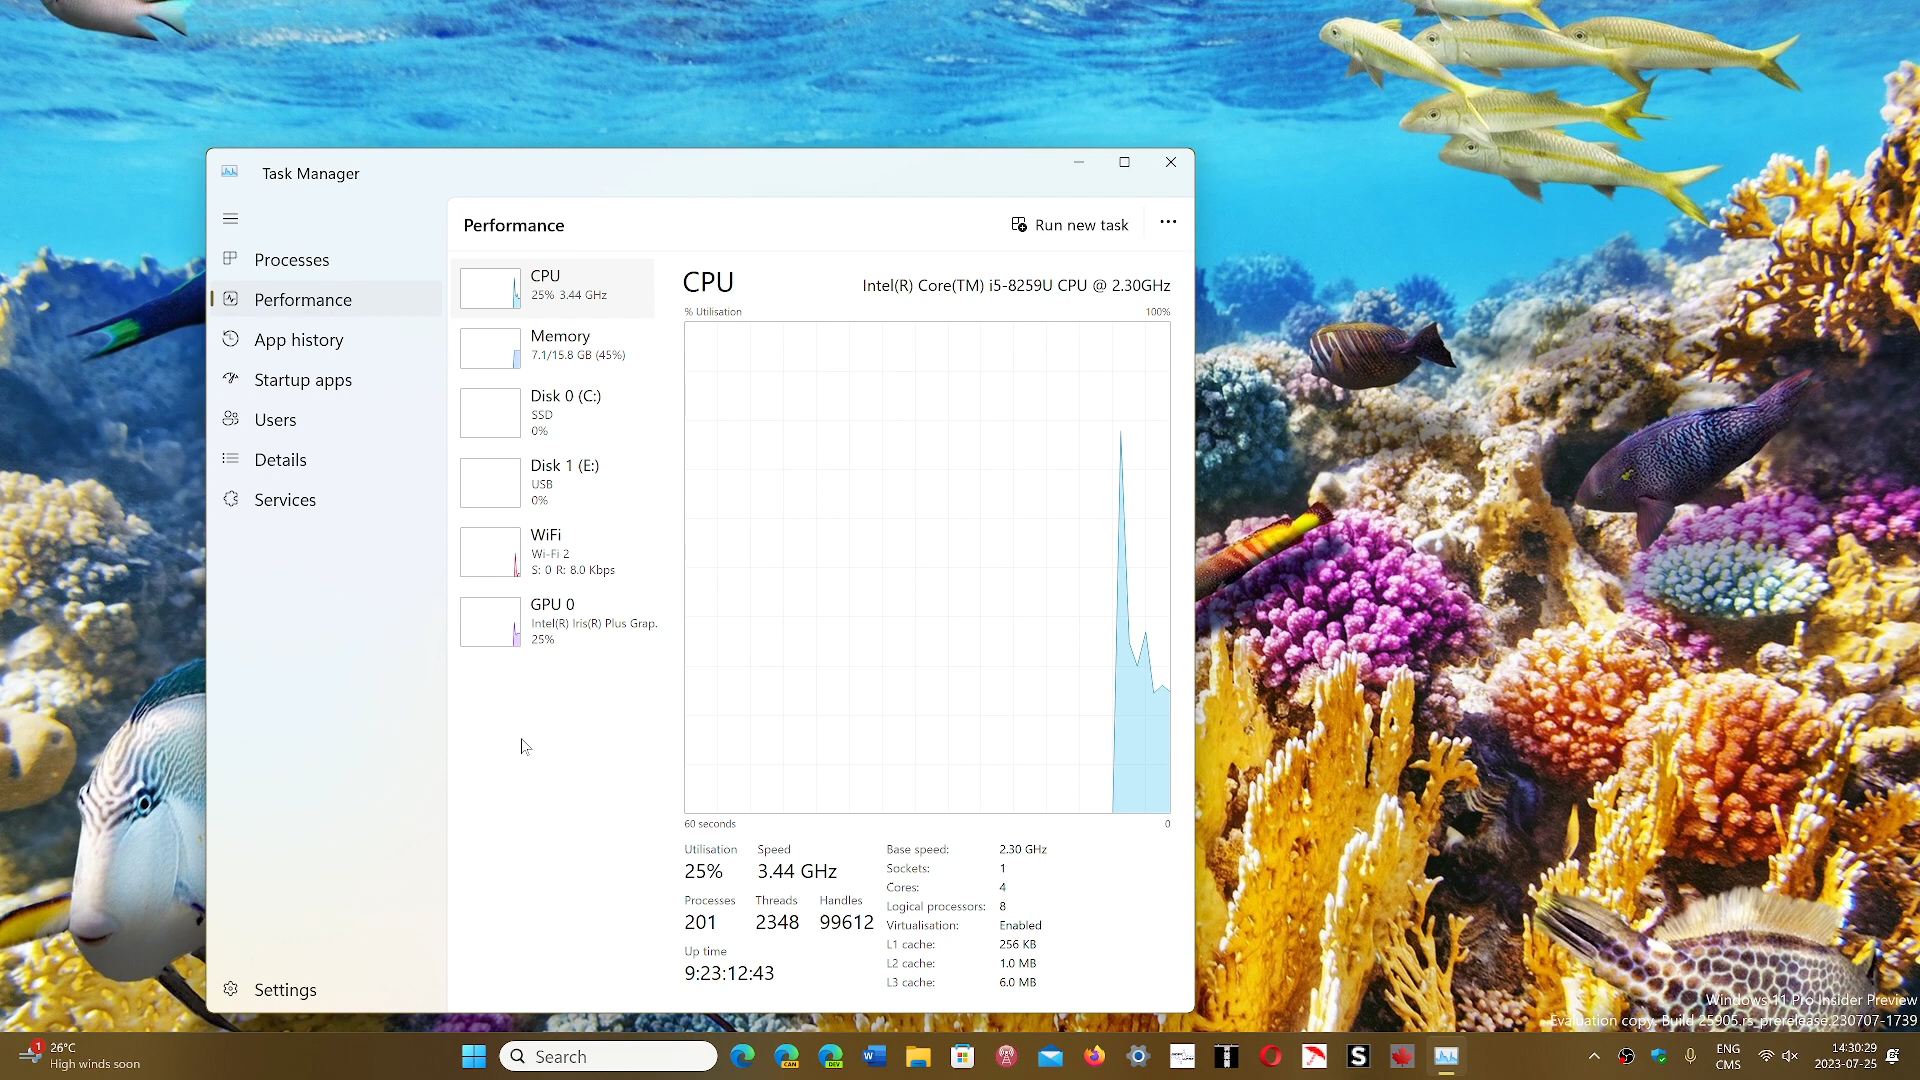 Task Manager
Processes
Performance
App history
Startup apps
Users
Details
Services
Settings
Performance
Run new task
CPU
25% 3.44 GHz
Memory
7.1/15.8 GB (45%)
Disk 0 (C:)
SSD
0%
Disk 1 (E:)
USB
0%
WiFi
Wi-Fi 2
S: 0 R: 8.0 Kbps
GPU 0
Intel(R) Iris(R) Plus Grap.
25%
CPU
Intel(R) Core(TM) i5-8259U CPU @ 2.30GHz
% Utilisation 100%
60 seconds 0
Utilisation Speed
25% 3.44 GHz
Processes Threads Handles
201 2348 99612
Up time
9:23:12:43
Base speed: 2.30 GHz
Sockets: 1
Cores: 4
Logical processors: 8
Virtualisation: Enabled
L1 cache: 256 KB
L2 cache: 1.0 MB
L3 cache: 6.0 MB
Windows 11 Pro Insider Preview
Evaluation copy. Build 25905.rs_prerelease.230707-1739
1
26°C
High winds soon
Search
CAN
DEV
W
S
ENG
CMS
14:30:29
2023-07-25